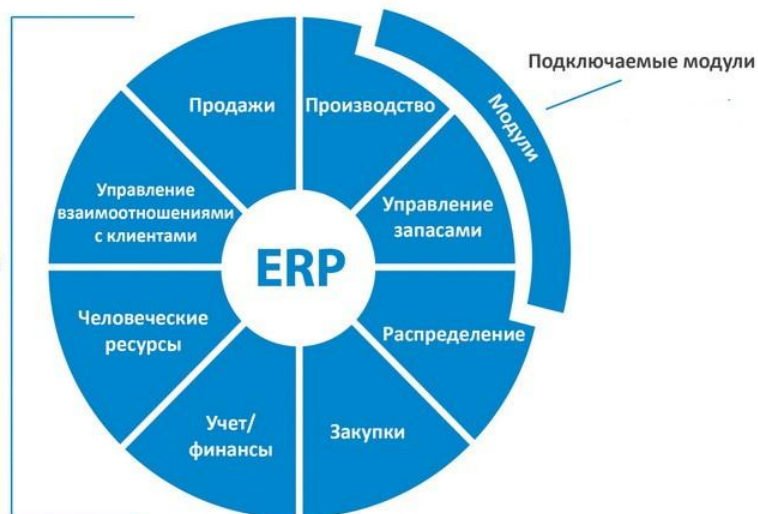 Подключаемые модули
Модули
Продажи
Производство
Управление
взаимоотношениями
с клиентами
Управление
запасами
ERP
Человеческие
ресурсы
Распределение
Учет/
финансы
Закупки